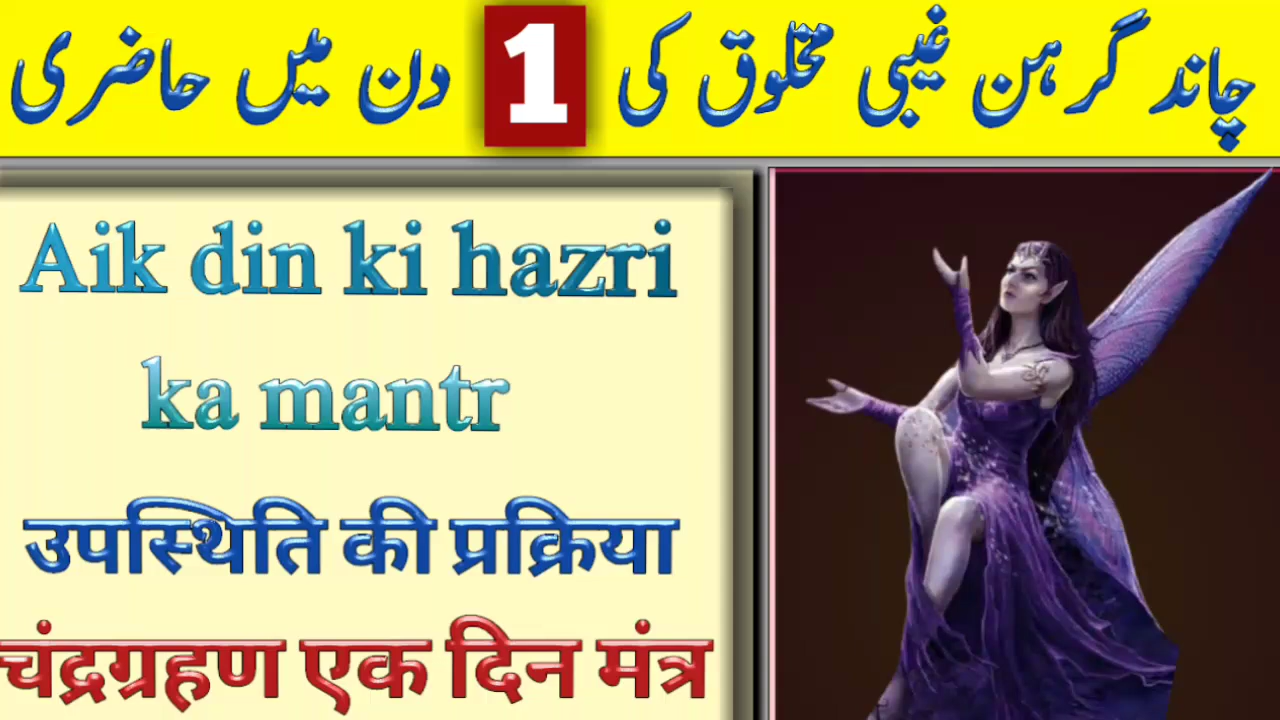 چاند گرہن غیبی مخلوق کی 1 دن میں حاضری
Aik din ki hazri
ka mantr
उपस्थिति की प्रक्रिया
चंद्रग्रहण एक दिन मंत्र